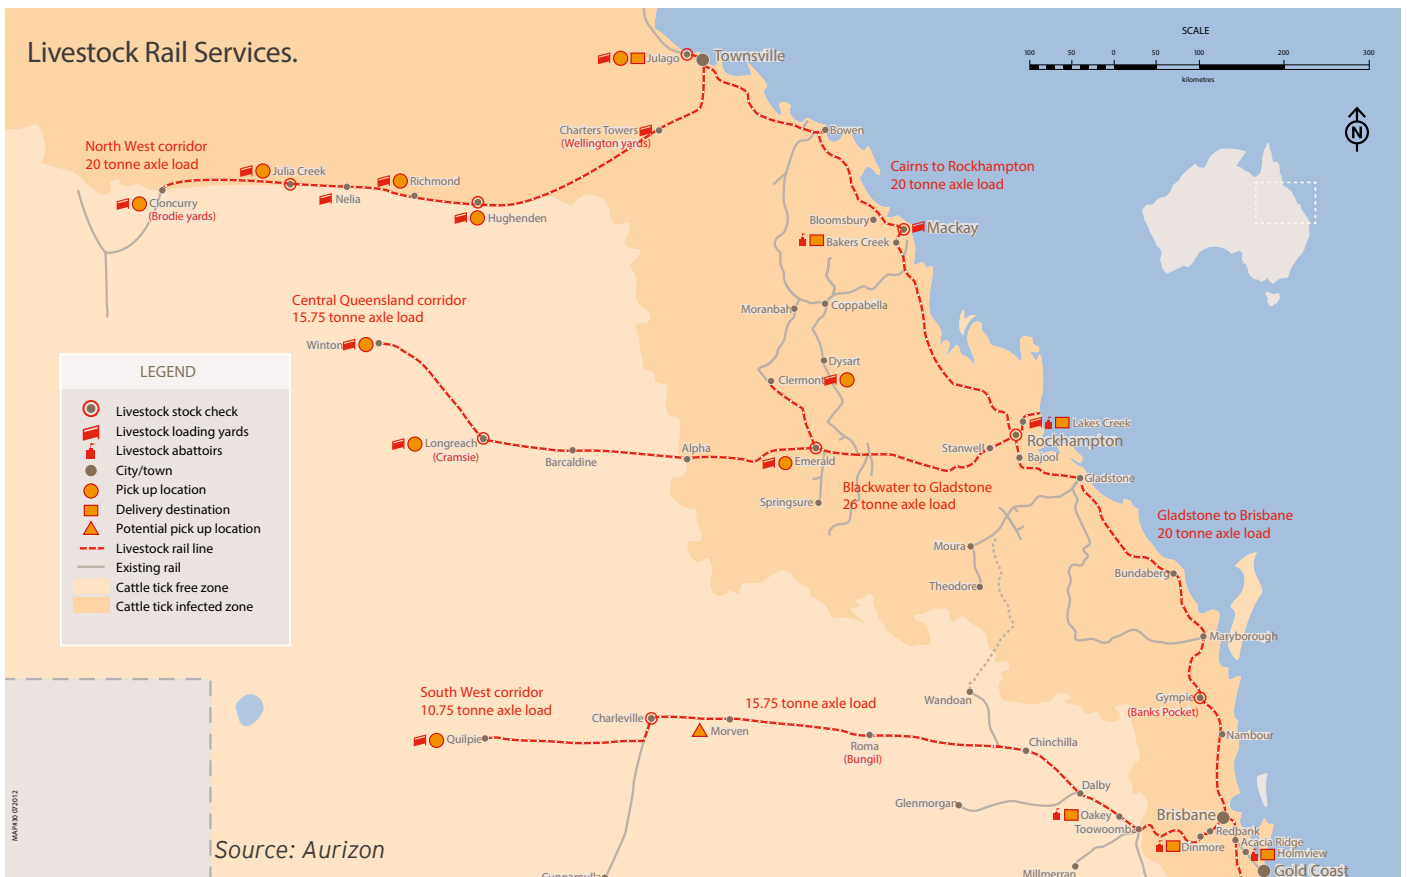 Livestock Rail Services.
SCALE
100 50 0 50 100 200 300
kilometres
N
Julago
Townsville
Charters Towers
(Wellington yards)
Bowen
North West corridor
20 tonne axle load
Julia Creek
Richmond
Cloncurry
(Brodie yards)
Nelia
Hughenden
Cairns to Rockhampton
20 tonne axle load
Bloomsbury
Mackay
Bakers Creek
Central Queensland corridor
15.75 tonne axle load
Moranbah
Coppabella
Winton
Dysart
Clermont
LEGEND
Livestock stock check
Livestock loading yards
Livestock abattoirs
City/town
Pick up location
Delivery destination
Potential pick up location
Livestock rail line
Existing rail
Cattle tick free zone
Cattle tick infected zone
Longreach
(Cramsie)
Barcaldine
Alpha
Emerald
Springsure
Stanwell
Lakes Creek
Rockhampton
Bajool
Gladstone
Blackwater to Gladstone
26 tonne axle load
Gladstone to Brisbane
20 tonne axle load
Moura
Theodore
Bundaberg
Maryborough
South West corridor
10.75 tonne axle load
15.75 tonne axle load
Wandoan
Gympie
(Banks Pocket)
Charleville
Quilpie
Morven
Roma
(Bungil)
Chinchilla
Nambour
Dalby
Glenmorgan
Oakey
Toowoomba
Brisbane
Redbank
Acacia Ridge
Dinmore
Holmview
Gold Coast
Millmerran
Cunnamulla
MAP#30 072012
Source: Aurizon